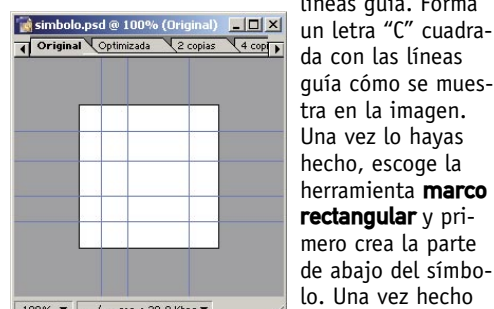 simbolo.psd @ 100% (Original)
Original
Optimizada
2 copias
4 copi
100%
líneas guía. Forma
un letra “C” cuadra-
da con las líneas
guía cómo se mues-
tra en la imagen.
Una vez lo hayas
hecho, escoge la
herramienta marco
rectangular y pri-
mero crea la parte
de abajo del símbo-
lo. Una vez hecho